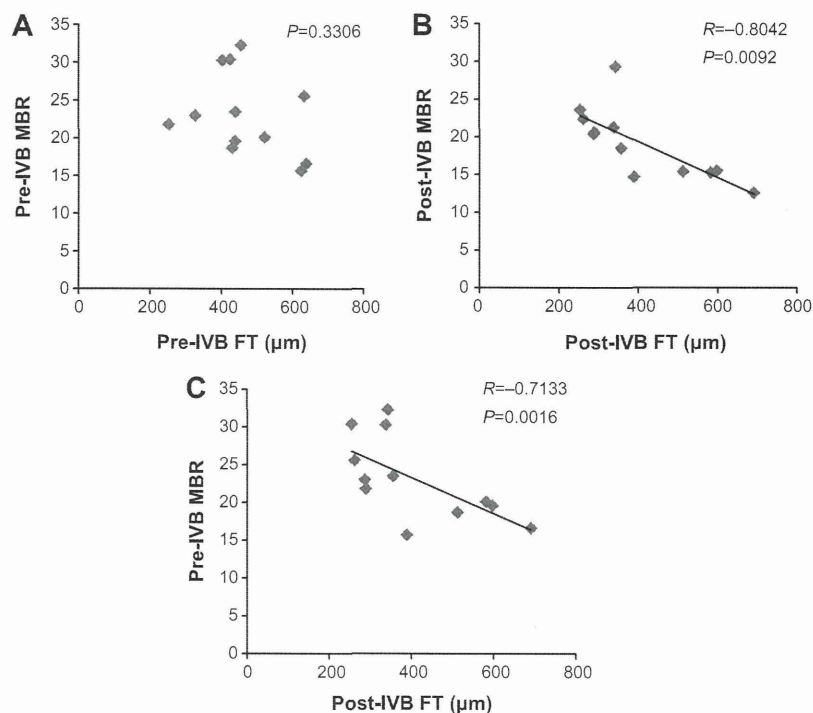 A
P=0.3306
35
30
25
20
15
10
5
0
Pre-IVB MBR
0 200 400 600 800
Pre-IVB FT (μm)
B
R=–0.8042
P=0.0092
35
30
25
20
15
10
5
0
Post-IVB MBR
0 200 400 600 800
Post-IVB FT (μm)
C
R=–0.7133
P=0.0016
35
30
25
20
15
10
5
0
Pre-IVB MBR
0 200 400 600 800
Post-IVB FT (μm)